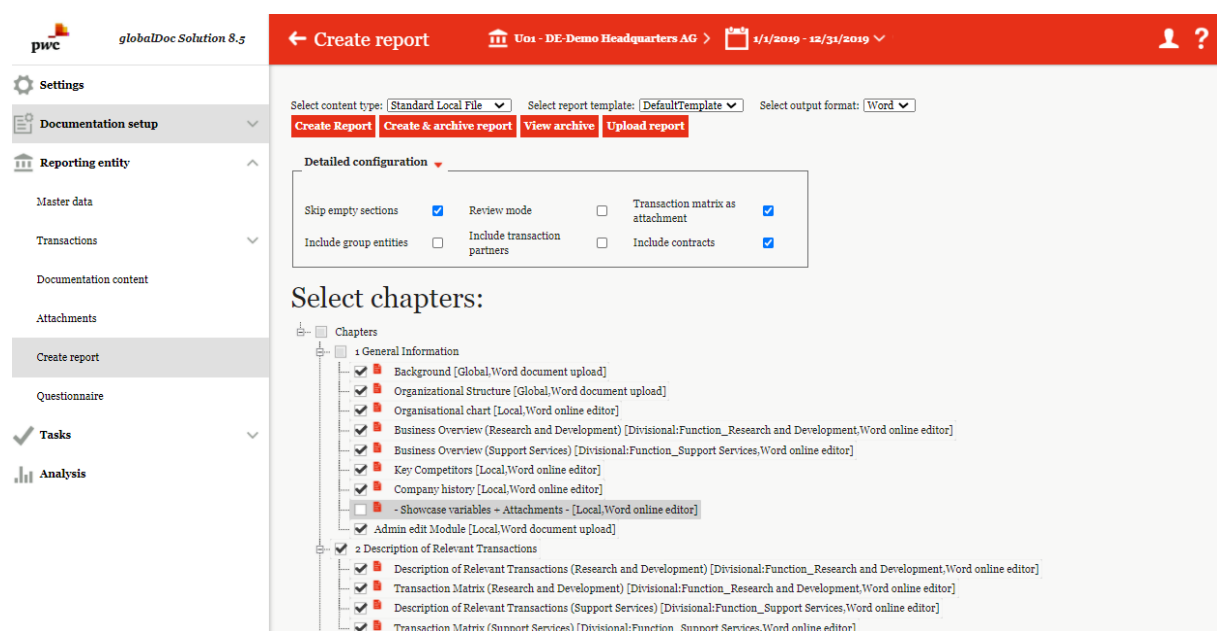 pwc
globalDoc Solution 8.5
Create report
U01 - DE-Demo Headquarters AG
1/1/2019 - 12/31/2019
?
Settings
Documentation setup
Reporting entity
Master data
Transactions
Documentation content
Attachments
Create report
Questionnaire
Tasks
Analysis
Select content type: Standard Local File Select report template: DefaultTemplate Select output format: Word
Create Report Create & archive report View archive Upload report
Detailed configuration
Skip empty sections Review mode Transaction matrix as attachment
Include group entities Include transaction partners Include contracts
Select chapters:
Chapters
1 General Information
Background [Global,Word document upload]
Organizational Structure [Global,Word document upload]
Organisational chart [Local,Word online editor]
Business Overview (Research and Development) [Divisional:Function_Research and Development,Word online editor]
Business Overview (Support Services) [Divisional:Function_Support Services,Word online editor]
Key Competitors [Local,Word online editor]
Company history [Local,Word online editor]
- Showcase variables + Attachments - [Local,Word online editor]
Admin edit Module [Local,Word document upload]
2 Description of Relevant Transactions
Description of Relevant Transactions (Research and Development) [Divisional:Function_Research and Development,Word online editor]
Transaction Matrix (Research and Development) [Divisional:Function_Research and Development,Word online editor]
Description of Relevant Transactions (Support Services) [Divisional:Function_Support Services,Word online editor]
Transaction Matrix (Support Services) [Divisional:Function_Support Services,Word online editor]